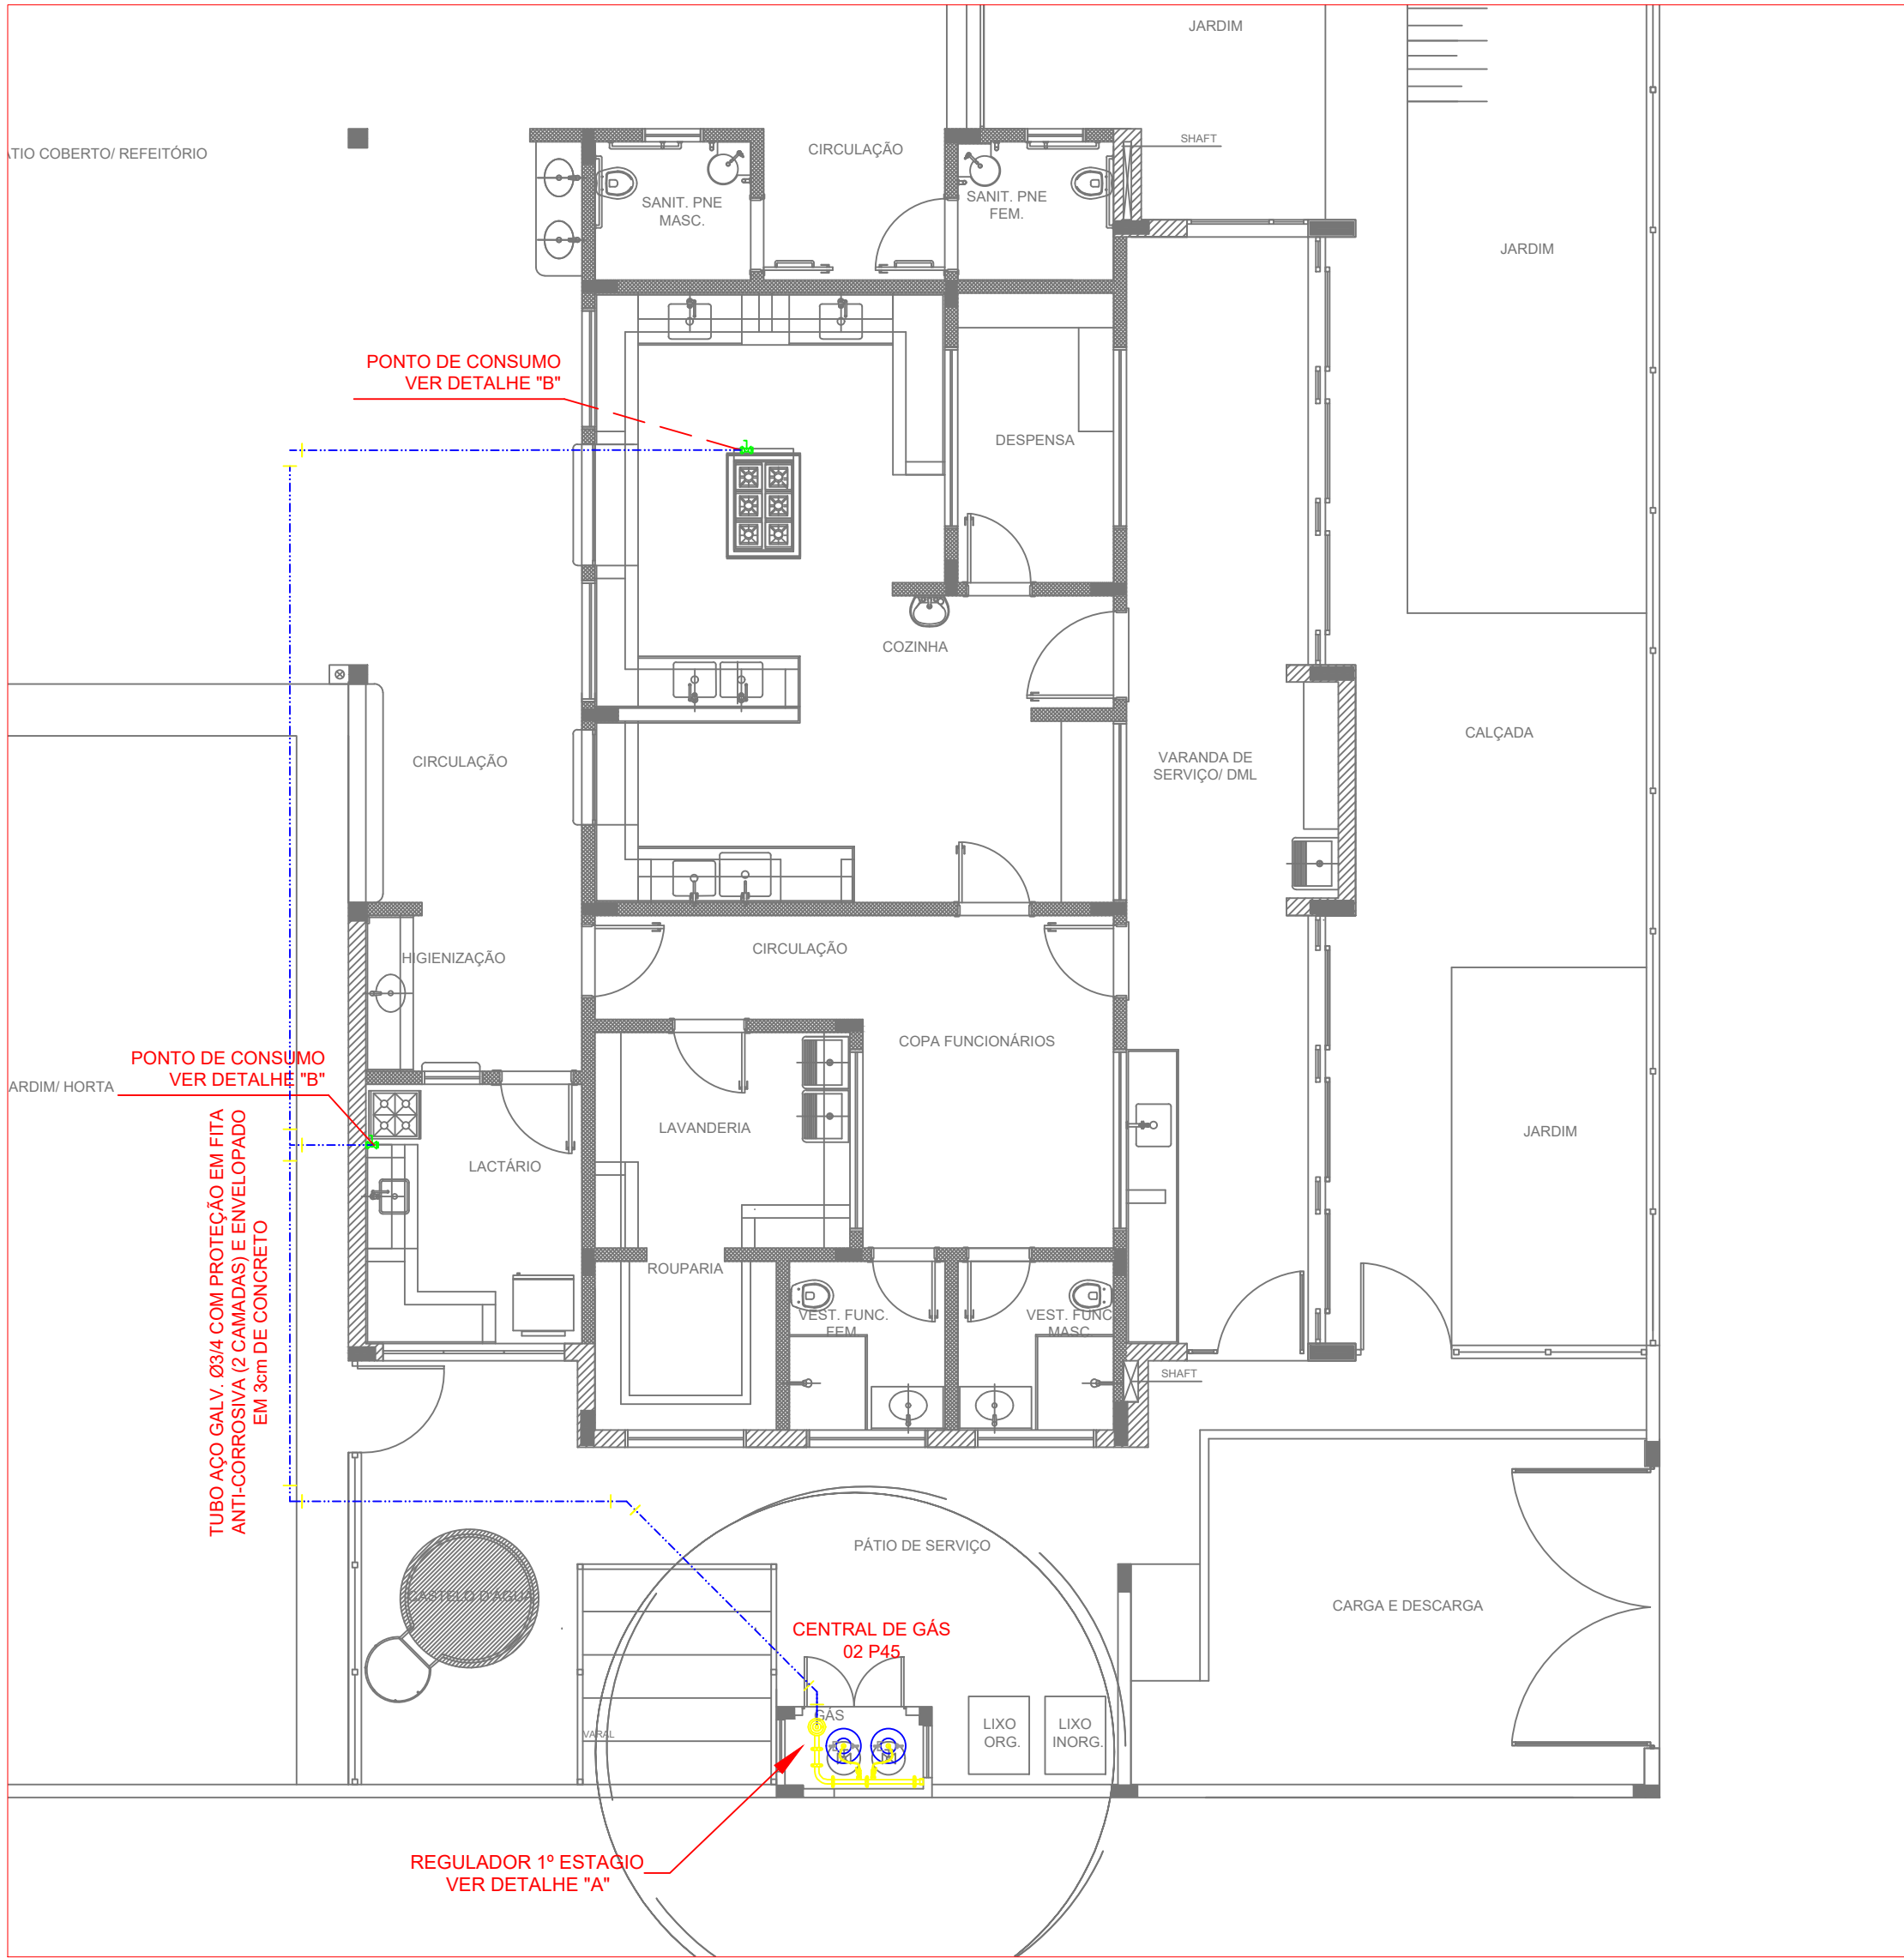 JARDIM
SHAFT
CIRCULAÇÃO
TIO COBERTO/ REFEITÓRIO
SANIT. PNE
MASC.
SANIT. PNE
FEM.
JARDIM
PONTO DE CONSUMO
VER DETALHE "B"
DESPENSA
COZINHA
CALÇADA
CIRCULAÇÃO
VARANDA DE
SERVIÇO/ DML
CIRCULAÇÃO
HIGIENIZAÇÃO
COPA FUNCIONÁRIOS
PONTO DE CONSUMO
VER DETALHE "B"
ARDIM/ HORTA
LAVANDERIA
JARDIM
LACTÁRIO
TUBO AÇO GALV. Ø3/4 COM PROTEÇÃO EM FITA
ANTI-CORROSIVA (2 CAMADAS) E ENVELOPADO
EM 3cm DE CONCRETO
ROUPARIA
VEST. FUNC.
FEM.
VEST. FUNC.
MASC.
SHAFT
PÁTIO DE SERVIÇO
CASTELO D'AGUA
CARGA E DESCARGA
CENTRAL DE GÁS
02 P45
GÁS
LIXO
ORG.
LIXO
INORG.
VARAL
REGULADOR 1º ESTAGIO
VER DETALHE "A"